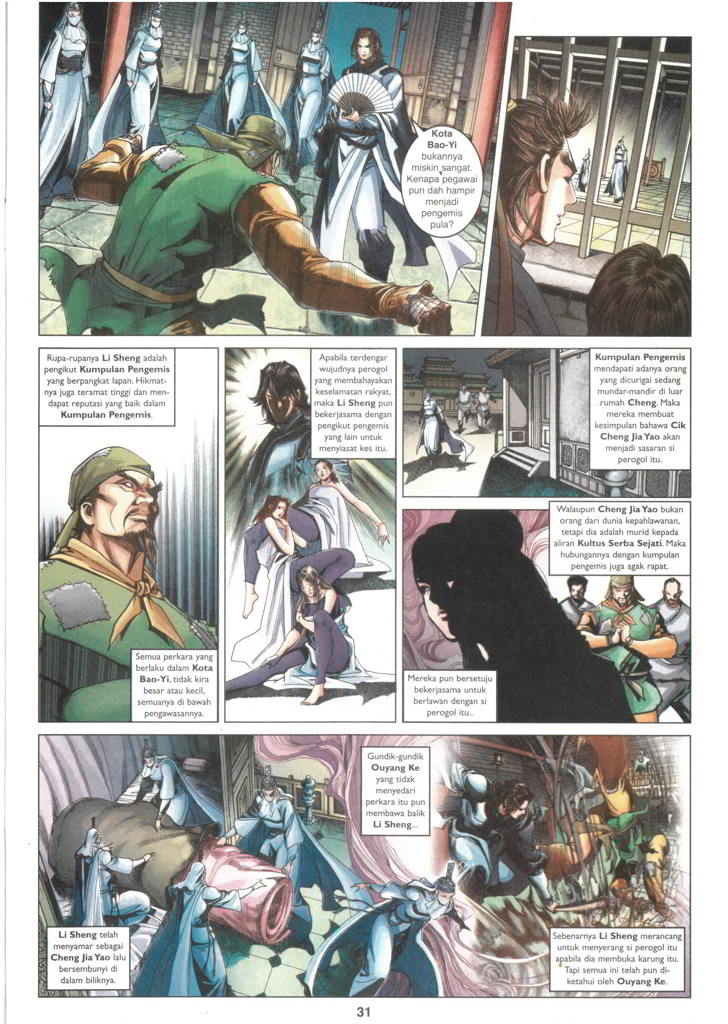 Kota
Bao-Yi
bukannya
miskin sangat.
Kenapa pegawai
pun dah hampir
menjadi
pengemis
pula?
Rupa-rupanya Li Sheng adalah
pengikut Kumpulan Pengemis
yang berpangkat lapan. Hikmat-
nya juga teramat tinggi dan men-
dapat reputasi yang baik dalam
Kumpulan Pengemis.
Semua perkara yang
berlaku dalam Kota
Bao-Yi, tidak kira
besar atau kecil,
semuanya di bawah
pengawasannya.
Apabila terdengar
wujudnya perogol
yang membahayakan
keselamatan rakyat,
maka Li Sheng pun
bekerjasama dengan
pengikut pengemis
yang lain untuk
menyiasat kes itu.
Kumpulan Pengemis
mendapati adanya orang
yang dicurigai sedang
mundar-mandir di luar
rumah Cheng. Maka
mereka membuat
kesimpulan bahawa Cik
Cheng Jia Yao akan
menjadi sasaran si
perogol itu.
Walaupun Cheng Jia Yao bukan
orang dari dunia kepahlawanan,
tetapi dia adalah murid kepada
aliran Kultus Serba Sejati. Maka
hubungannya dengan kumpulan
pengemis juga agak rapat.
Mereka pun bersetuju
bekerjasama untuk
berlawan dengan si
perogol itu..
Li Sheng telah
menyamar sebagai
Cheng Jia Yao lalu
bersembunyi di
dalam biliknya.
Gundik-gundik
Ouyang Ke
yang tidak
menyedari
perkara itu pun
membawa balik
Li Sheng...
Sebenarnya Li Sheng merancang
untuk menyerang si perogol itu
apabila dia membuka karung itu.
Tapi semua ini telah pun di-
ketahui oleh Ouyang Ke.
31